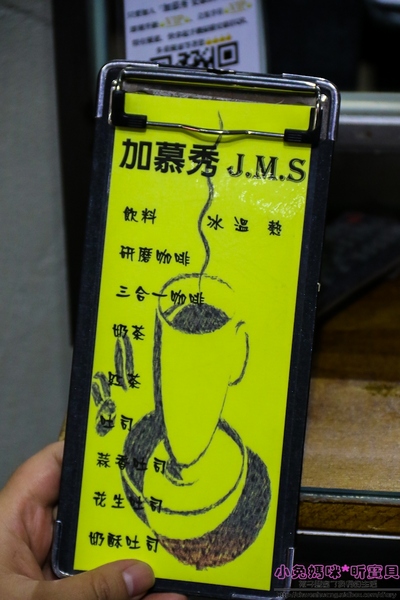 加慕秀 J.M.S
飲料 冰 溫 熱
研磨咖啡
三合一咖啡
奶茶
紅茶
吐司
蒜香吐司
花生吐司
奶酥吐司
小兔媽咪*听寶貝